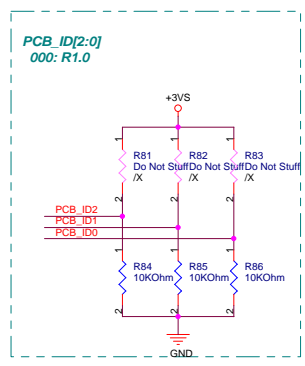 PCB_ID[2:0]
000: R1.0
+3VS
1 1 1
R81 R82 R83
Do Not Stuff Do Not Stuff Do Not Stuff
/X /X /X
2 2 2
PCB_ID2
PCB_ID1
PCB_ID0
1 1 1
R84 R85 R86
10KOhm 10KOhm 10KOhm
2 2 2
GND